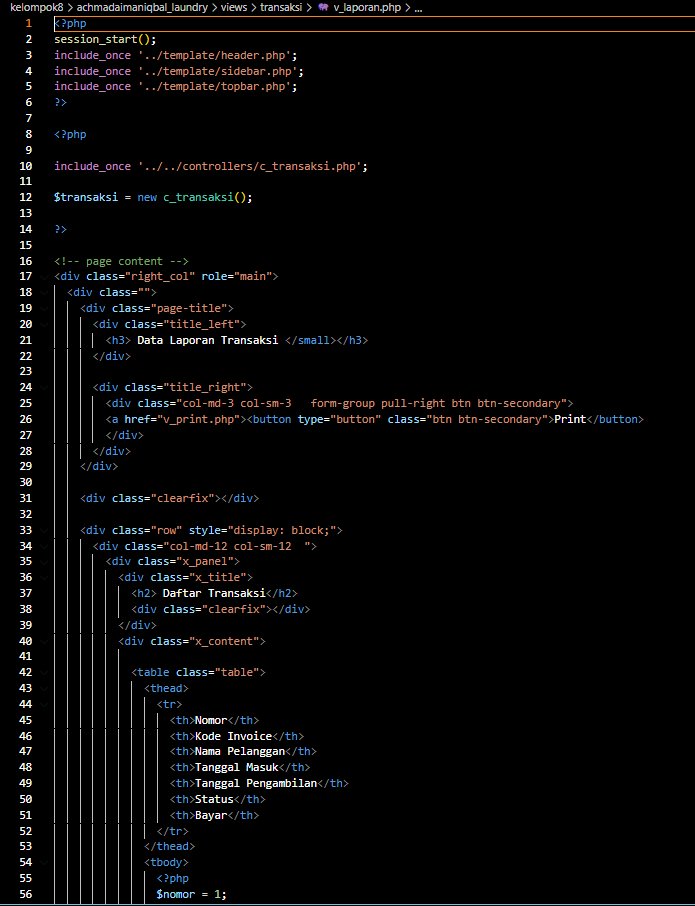 kelompok8 > achmadaimaniqbal_laundry > views > transaksi > v_laporan.php > ...
1 <?php
2 session_start();
3 include_once '../template/header.php';
4 include_once '../template/sidebar.php';
5 include_once '../template/topbar.php';
6 ?>
7
8 <?php
9
10 include_once '../../controllers/c_transaksi.php';
11
12 $transaksi = new c_transaksi();
13
14 ?>
15
16 <!-- page content -->
17 <div class="right_col" role="main">
18 <div class="">
19 <div class="page-title">
20 <div class="title_left">
21 <h3> Data Laporan Transaksi </small></h3>
22 </div>
23
24 <div class="title_right">
25 <div class="col-md-3 col-sm-3   form-group pull-right btn btn-secondary">
26 <a href="v_print.php"><button type="button" class="btn btn-secondary">Print</button>
27 </div>
28 </div>
29 </div>
30
31 <div class="clearfix"></div>
32
33 <div class="row" style="display: block;">
34 <div class="col-md-12 col-sm-12  ">
35 <div class="x_panel">
36 <div class="x_title">
37 <h2> Daftar Transaksi</h2>
38 <div class="clearfix"></div>
39 </div>
40 <div class="x_content">
41
42 <table class="table">
43 <thead>
44 <tr>
45 <th>Nomor</th>
46 <th>Kode Invoice</th>
47 <th>Nama Pelanggan</th>
48 <th>Tanggal Masuk</th>
49 <th>Tanggal Pengambilan</th>
50 <th>Status</th>
51 <th>Bayar</th>
52 </tr>
53 </thead>
54 <tbody>
55 <?php
56 $nomor = 1;